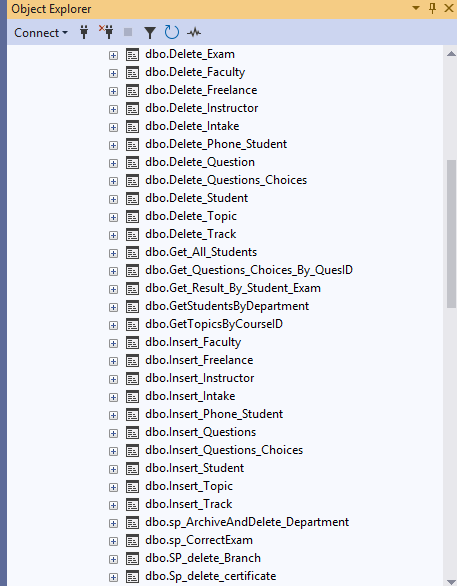 Object Explorer
Connect
dbo.Delete_Exam
dbo.Delete_Faculty
dbo.Delete_Freelance
dbo.Delete_Instructor
dbo.Delete_Intake
dbo.Delete_Phone_Student
dbo.Delete_Question
dbo.Delete_Questions_Choices
dbo.Delete_Student
dbo.Delete_Topic
dbo.Delete_Track
dbo.Get_All_Students
dbo.Get_Questions_Choices_By_QuesID
dbo.Get_Result_By_Student_Exam
dbo.GetStudentsByDepartment
dbo.GetTopicsByCourseID
dbo.Insert_Faculty
dbo.Insert_Freelance
dbo.Insert_Instructor
dbo.Insert_Intake
dbo.Insert_Phone_Student
dbo.Insert_Questions
dbo.Insert_Questions_Choices
dbo.Insert_Student
dbo.Insert_Topic
dbo.Insert_Track
dbo.sp_ArchiveAndDelete_Department
dbo.sp_CorrectExam
dbo.SP_delete_Branch
dbo.Sp_delete_certificate